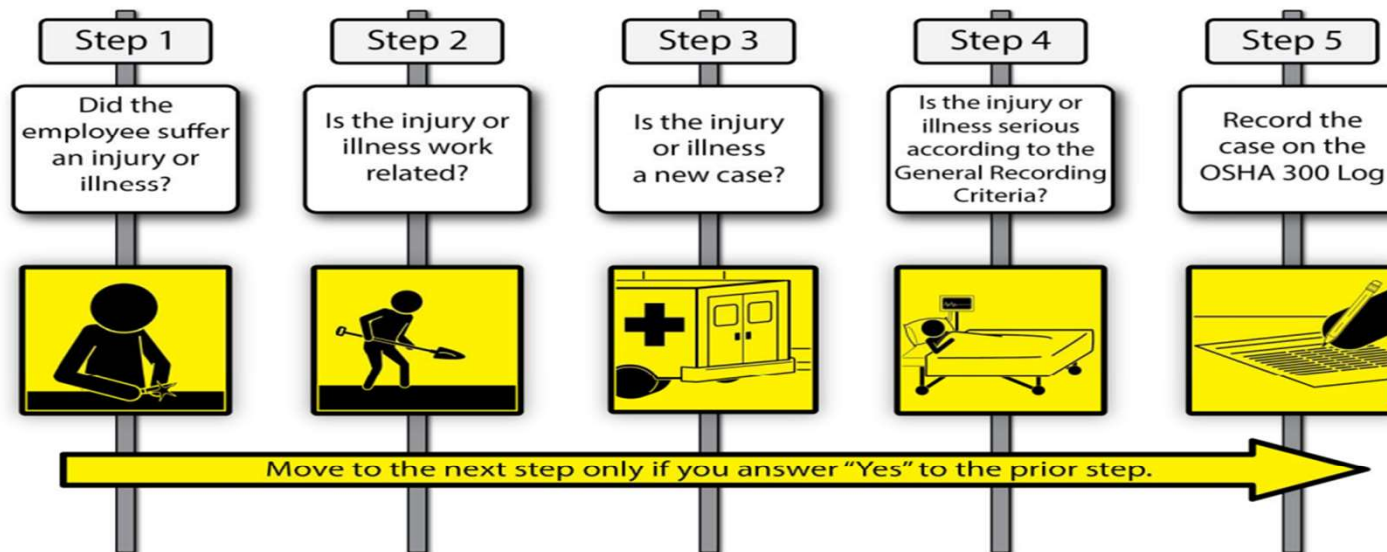 Step 1
Did the
employee suffer
an injury or
illness?
Step 2
Is the injury or
illness work
related?
Step 3
Is the injury
or illness
a new case?
Step 4
Is the injury or
illness serious
according to the
General Recording
Criteria?
Step 5
Record the
case on the
OSHA 300 Log
Move to the next step only if you answer “Yes” to the prior step.